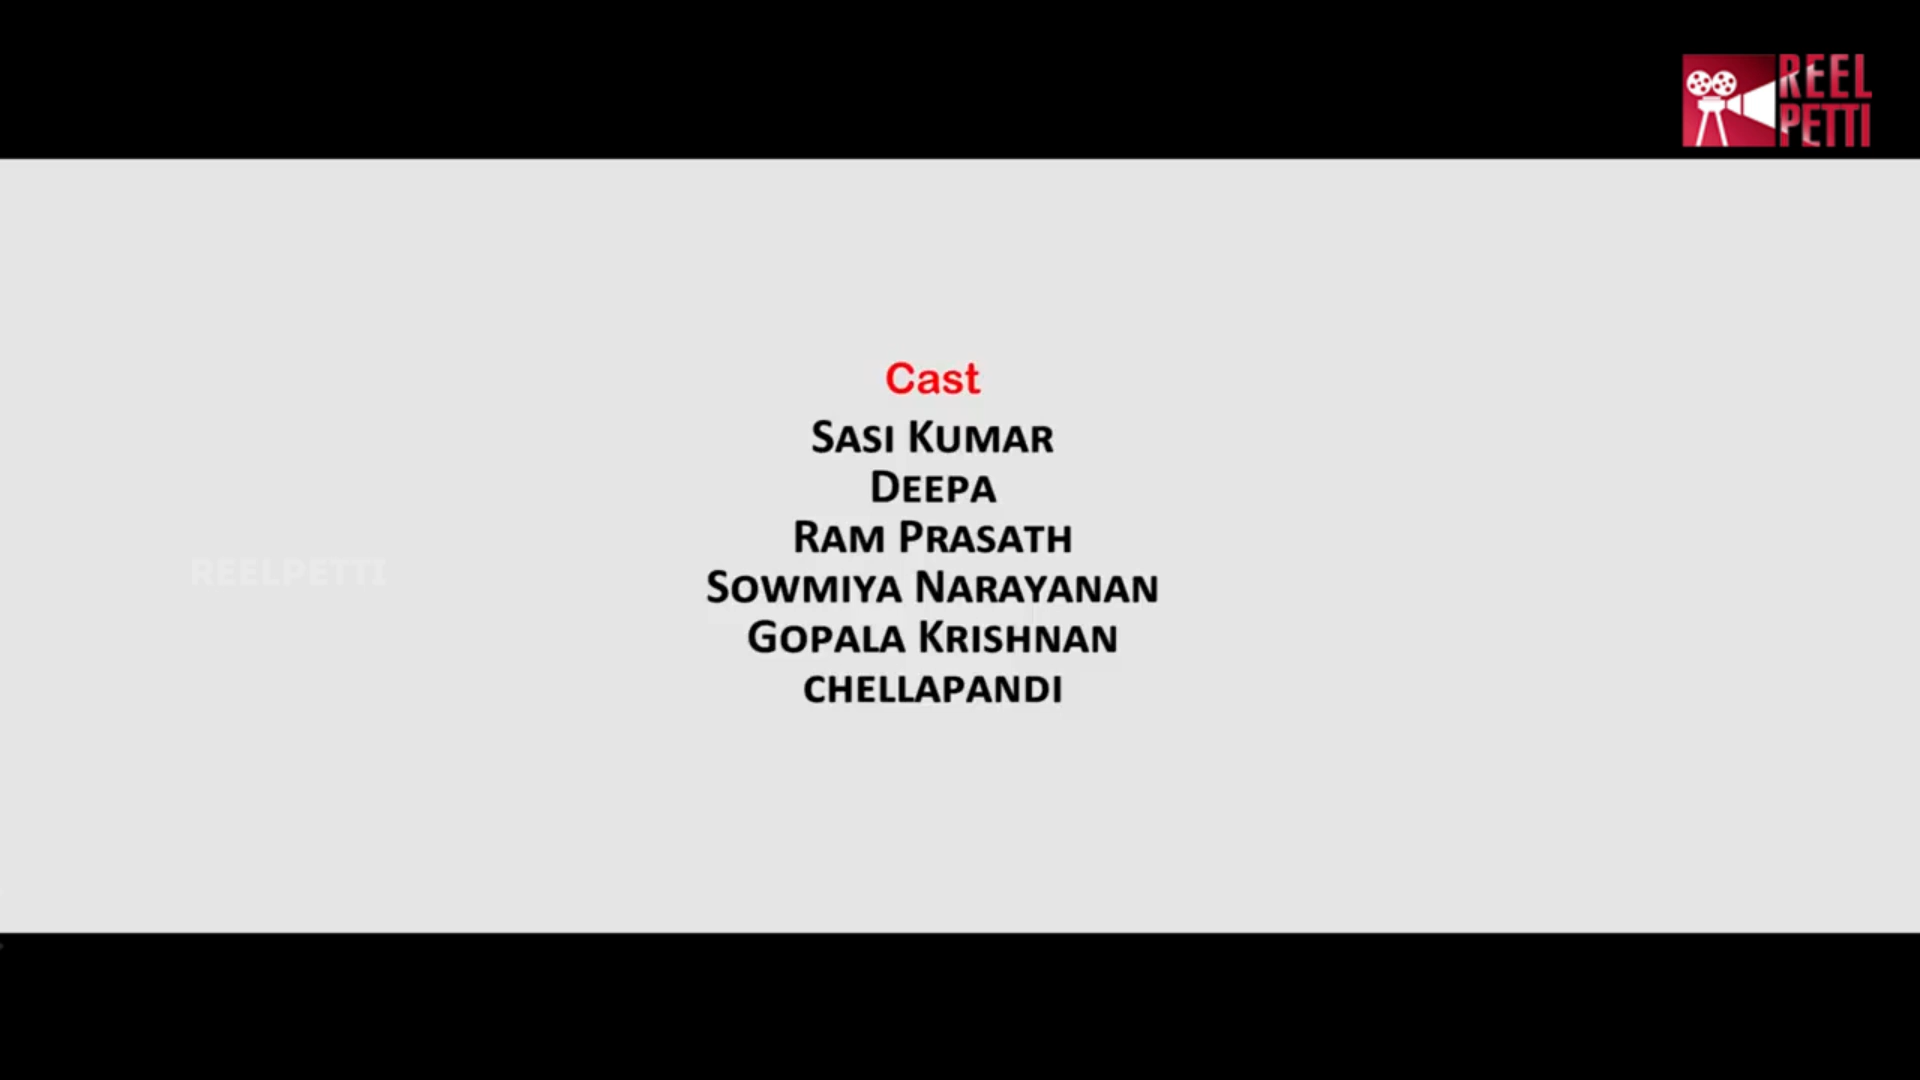 REEL
PETTI
Cast
Sasi Kumar
Deepa
Ram Prasath
Sowmiya Narayanan
REELPETTI
Gopala Krishnan
chellapandi